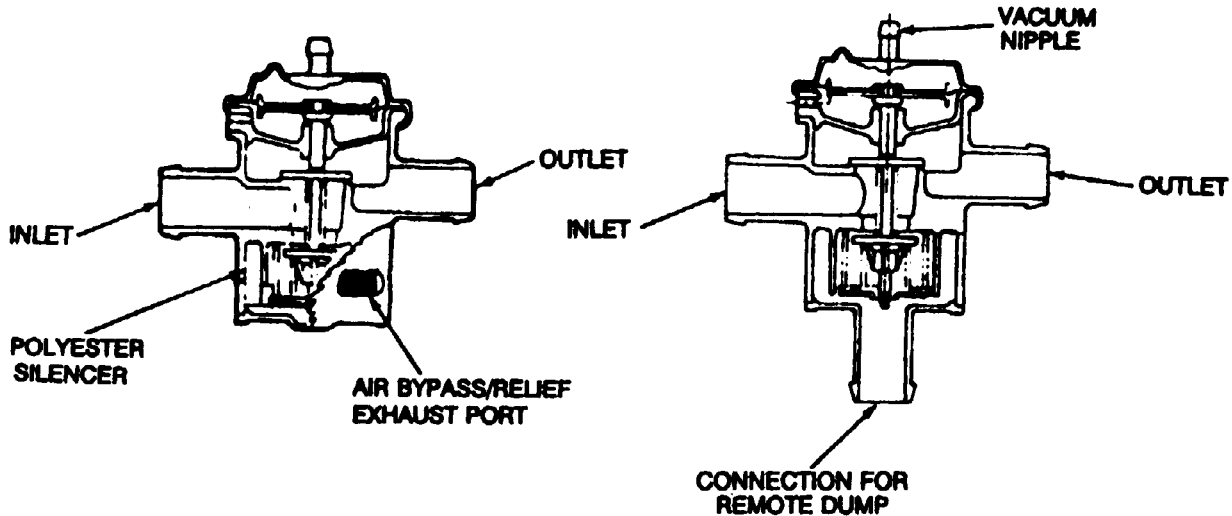 VACUUM
NIPPLE
OUTLET
INLET
POLYESTER
SILENCER
AIR BYPASS/RELIEF
EXHAUST PORT
OUTLET
INLET
CONNECTION FOR
REMOTE DUMP